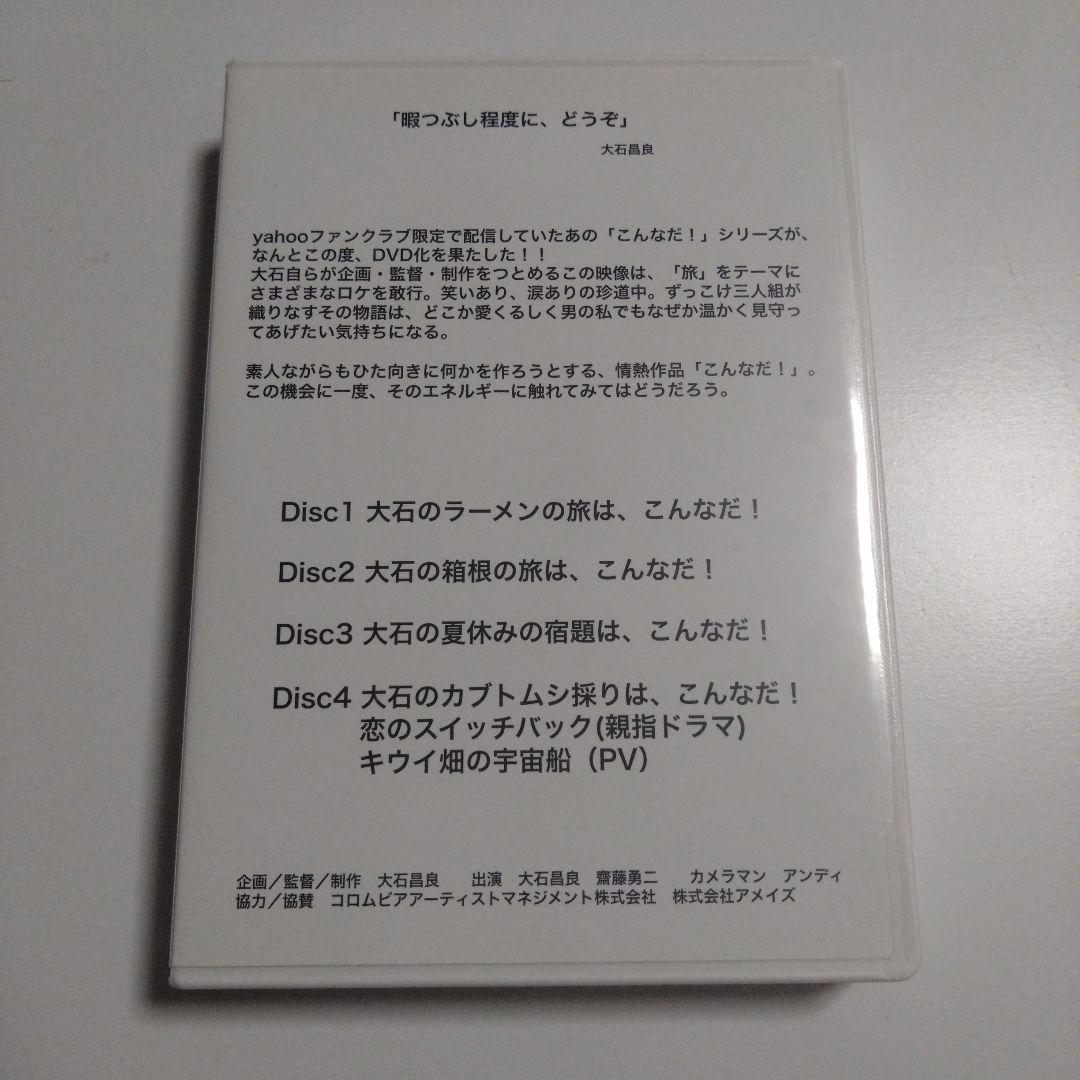 「暇つぶし程度に、どうぞ」
大石昌良
yahooファンクラブ限定で配信していたあの「こんなだ！」シリーズが、
なんとこの度、DVD化を果たした！！
大石自らが企画・監督・制作をつとめるこの映像は、「旅」をテーマに
さまざまなロケを敢行。笑いあり、涙ありの珍道中。ずっこけ三人組が
織りなすその物語は、どこか愛くるしく男の私でもなぜか温かく見守っ
てあげたい気持ちになる。
素人ながらもひた向きに何かを作ろうとする、情熱作品「こんなだ！」。
この機会に一度、そのエネルギーに触れてみてはどうだろう。
Disc1 大石のラーメンの旅は、こんなだ！
Disc2 大石の箱根の旅は、こんなだ！
Disc3 大石の夏休みの宿題は、こんなだ！
Disc4 大石のカブトムシ採りは、こんなだ！
恋のスイッチバック(親指ドラマ)
キウイ畑の宇宙船（PV）
企画／監督／制作　大石昌良　　出演　大石昌良　齋藤勇二　　カメラマン　アンディ
協力／協賛　コロムビアアーティストマネジメント株式会社　株式会社アメイズ